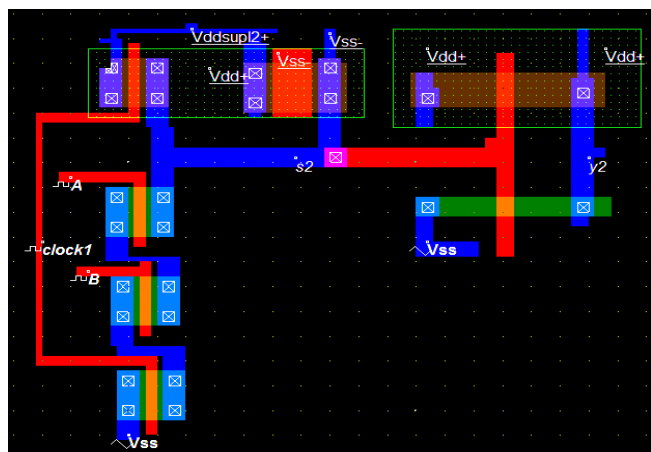 Vddsupl2+
Vss-
Vdd+
Vss-
Vdd+
Vdd+
s2
y2
A
clock1
Vss
B
Vss